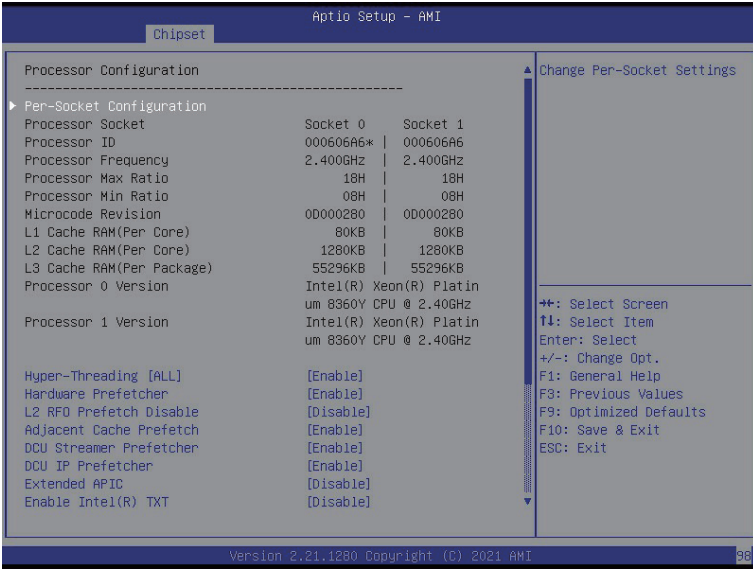 Aptio Setup – AMI
Chipset
Processor Configuration
------------------------------------------------
▶ Per-Socket Configuration
Processor Socket Socket 0 Socket 1
Processor ID 000606A6* | 000606A6
Processor Frequency 2.400GHz | 2.400GHz
Processor Max Ratio 18H | 18H
Processor Min Ratio 08H | 08H
Microcode Revision 0D000280 | 0D000280
L1 Cache RAM(Per Core) 80KB | 80KB
L2 Cache RAM(Per Core) 1280KB | 1280KB
L3 Cache RAM(Per Package) 55296KB | 55296KB
Processor 0 Version Intel(R) Xeon(R) Platin
um 8360Y CPU @ 2.40GHz
Processor 1 Version Intel(R) Xeon(R) Platin
um 8360Y CPU @ 2.40GHz
Hyper-Threading [ALL] [Enable]
Hardware Prefetcher [Enable]
L2 RFO Prefetch Disable [Disable]
Adjacent Cache Prefetch [Enable]
DCU Streamer Prefetcher [Enable]
DCU IP Prefetcher [Enable]
Extended APIC [Disable]
Enable Intel(R) TXT [Disable]
Change Per-Socket Settings
→←: Select Screen
↑↓: Select Item
Enter: Select
+/-: Change Opt.
F1: General Help
F3: Previous Values
F9: Optimized Defaults
F10: Save & Exit
ESC: Exit
Version 2.21.1280 Copyright (C) 2021 AMI
98